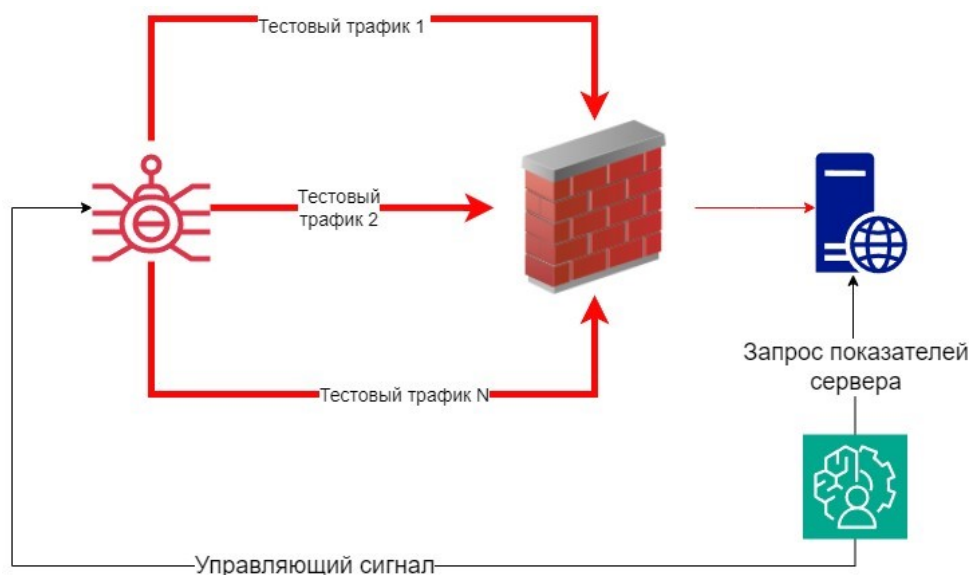 Тестовый трафик 1
Тестовый
трафик 2
Запрос показателей
сервера
Тестовый трафик N
Управляющий сигнал